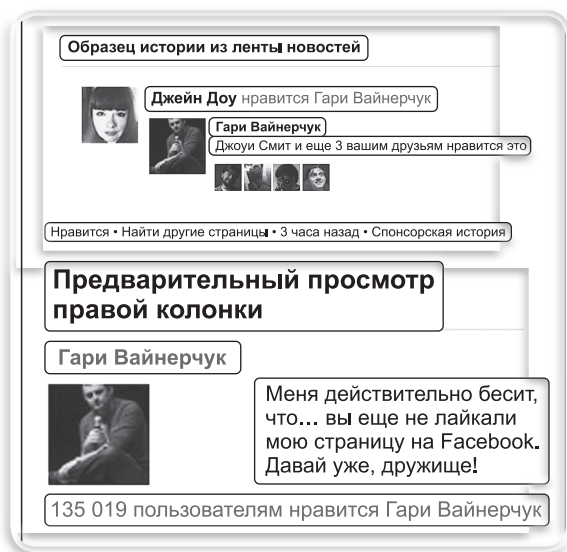 Образец истории из ленты новостей
Джейн Доу нравится Гари Вайнерчук
Гари Вайнерчук
Джоуи Смит и еще 3 вашим друзьям нравится это
Нравится • Найти другие страницы • 3 часа назад • Спонсорская история
Предварительный просмотр
правой колонки
Гари Вайнерчук
Меня действительно бесит,
что… вы еще не лайкали
мою страницу на Facebook.
Давай уже, дружище!
135 019 пользователям нравится Гари Вайнерчук